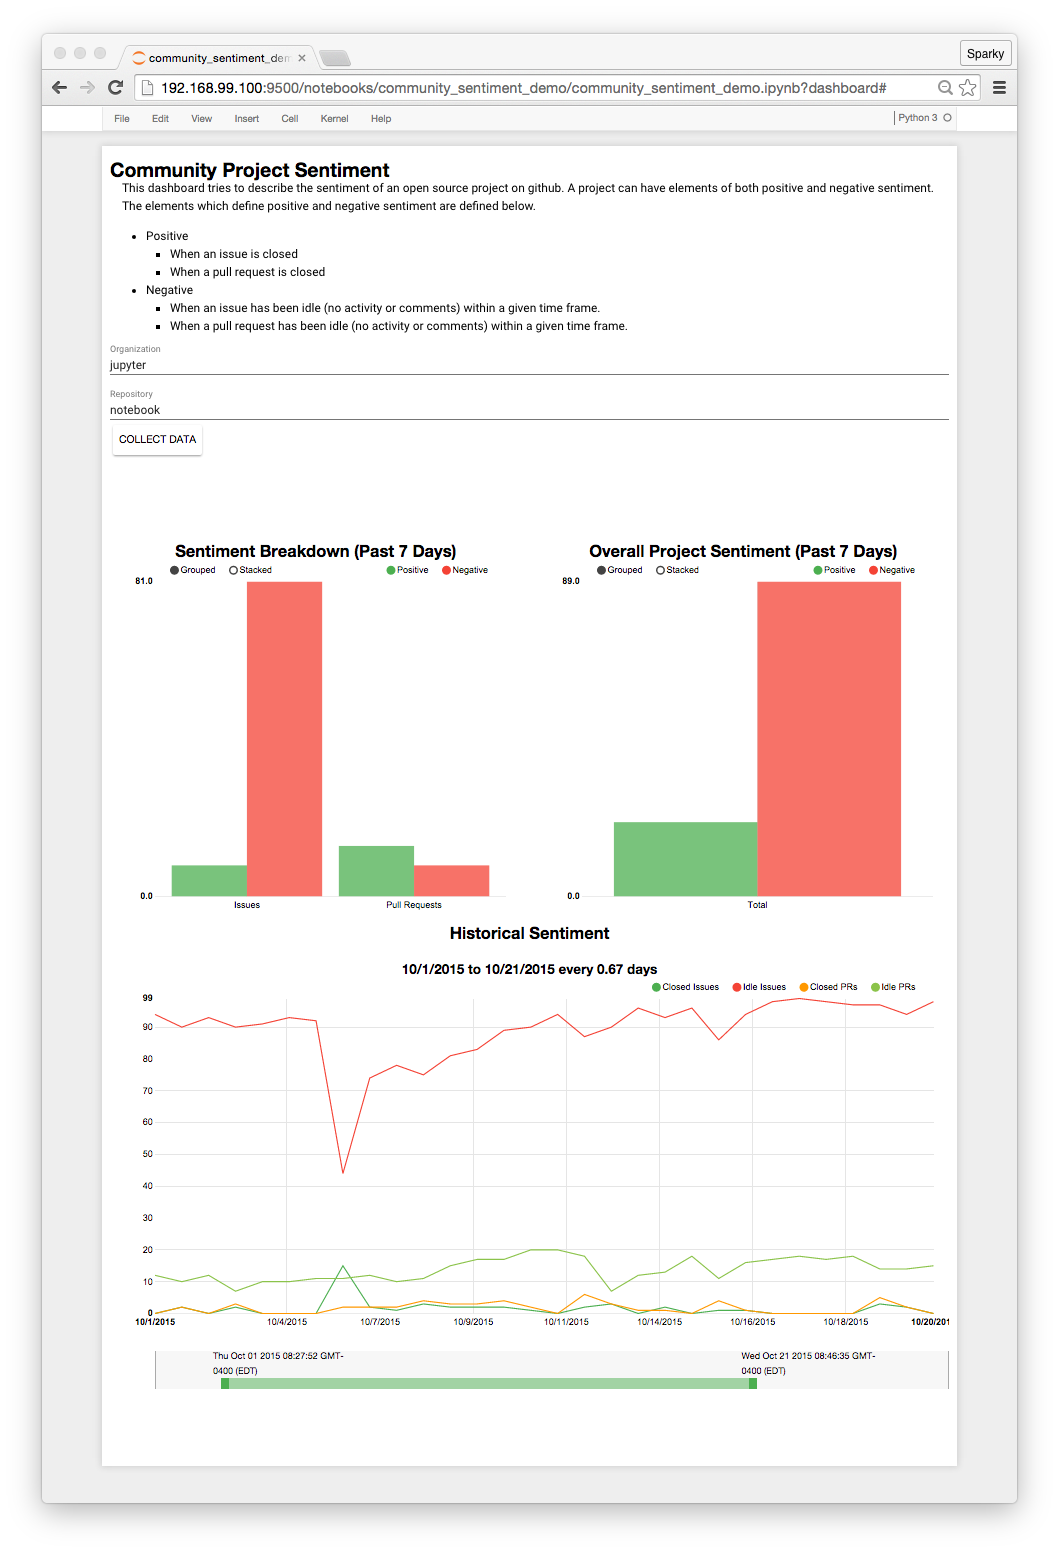 community_sentiment_dem
Sparky
192.168.99.100:9500/notebooks/community_sentiment_demo/community_sentiment_demo.ipynb?dashboard#
File Edit View Insert Cell Kernel Help Python 3
Community Project Sentiment
This dashboard tries to describe the sentiment of an open source project on github. A project can have elements of both positive and negative sentiment.
The elements which define positive and negative sentiment are defined below.
Positive
When an issue is closed
When a pull request is closed
Negative
When an issue has been idle (no activity or comments) within a given time frame.
When a pull request has been idle (no activity or comments) within a given time frame.
Organization
jupyter
Repository
notebook
COLLECT DATA
Sentiment Breakdown (Past 7 Days)
Grouped Stacked Positive Negative
81.0
0.0
Issues Pull Requests
Overall Project Sentiment (Past 7 Days)
Grouped Stacked Positive Negative
89.0
0.0
Total
Historical Sentiment
10/1/2015 to 10/21/2015 every 0.67 days
Closed Issues Idle Issues Closed PRs Idle PRs
99
90
80
70
60
50
40
30
20
10
0
10/1/2015 10/4/2015 10/7/2015 10/9/2015 10/11/2015 10/14/2015 10/16/2015 10/18/2015 10/20/201
Thu Oct 01 2015 08:27:52 GMT-
0400 (EDT)
Wed Oct 21 2015 08:46:35 GMT-
0400 (EDT)